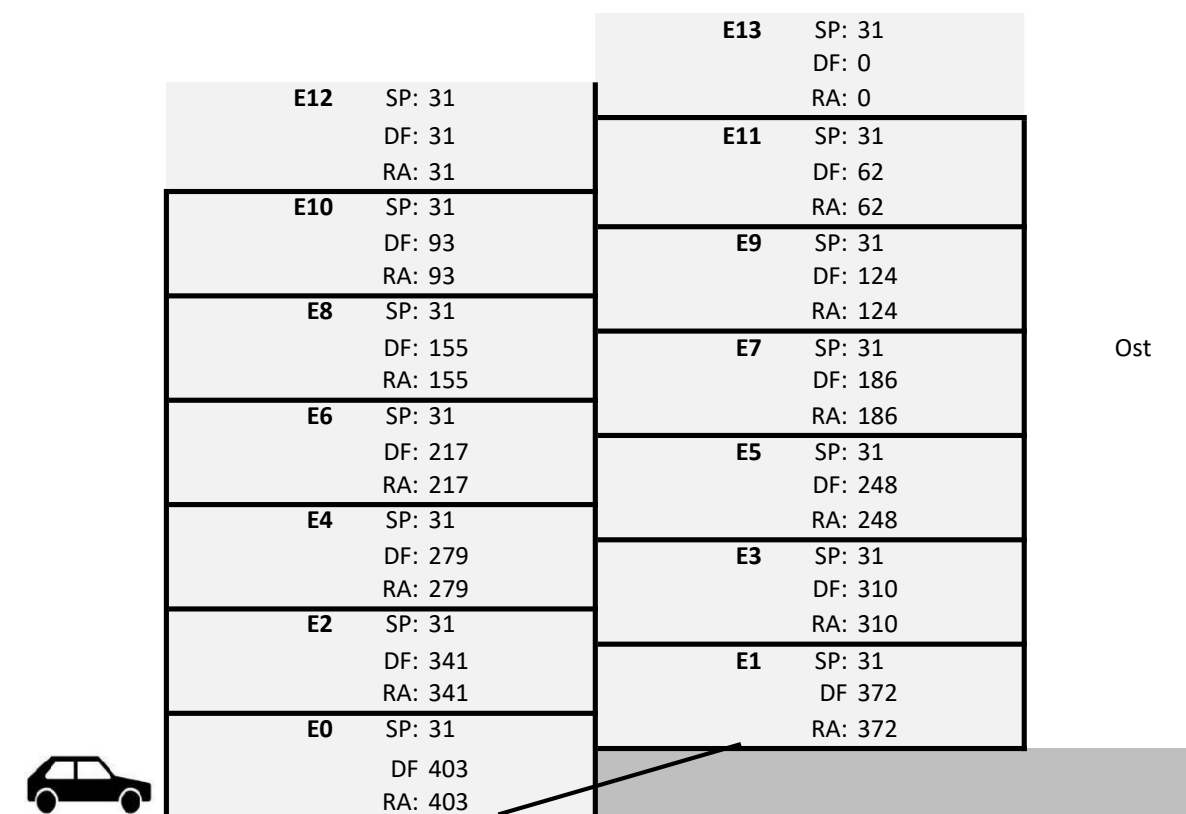 E13 SP: 31
DF: 0
E12 SP: 31 RA: 0
DF: 31 E11 SP: 31
RA: 31 DF: 62
E10 SP: 31 RA: 62
DF: 93 E9 SP: 31
RA: 93 DF: 124
E8 SP: 31 RA: 124
DF: 155 E7 SP: 31 Ost
RA: 155 DF: 186
E6 SP: 31 RA: 186
DF: 217 E5 SP: 31
RA: 217 DF: 248
E4 SP: 31 RA: 248
DF: 279 E3 SP: 31
RA: 279 DF: 310
E2 SP: 31 RA: 310
DF: 341 E1 SP: 31
RA: 341 DF 372
E0 SP: 31 RA: 372
DF 403
RA: 403